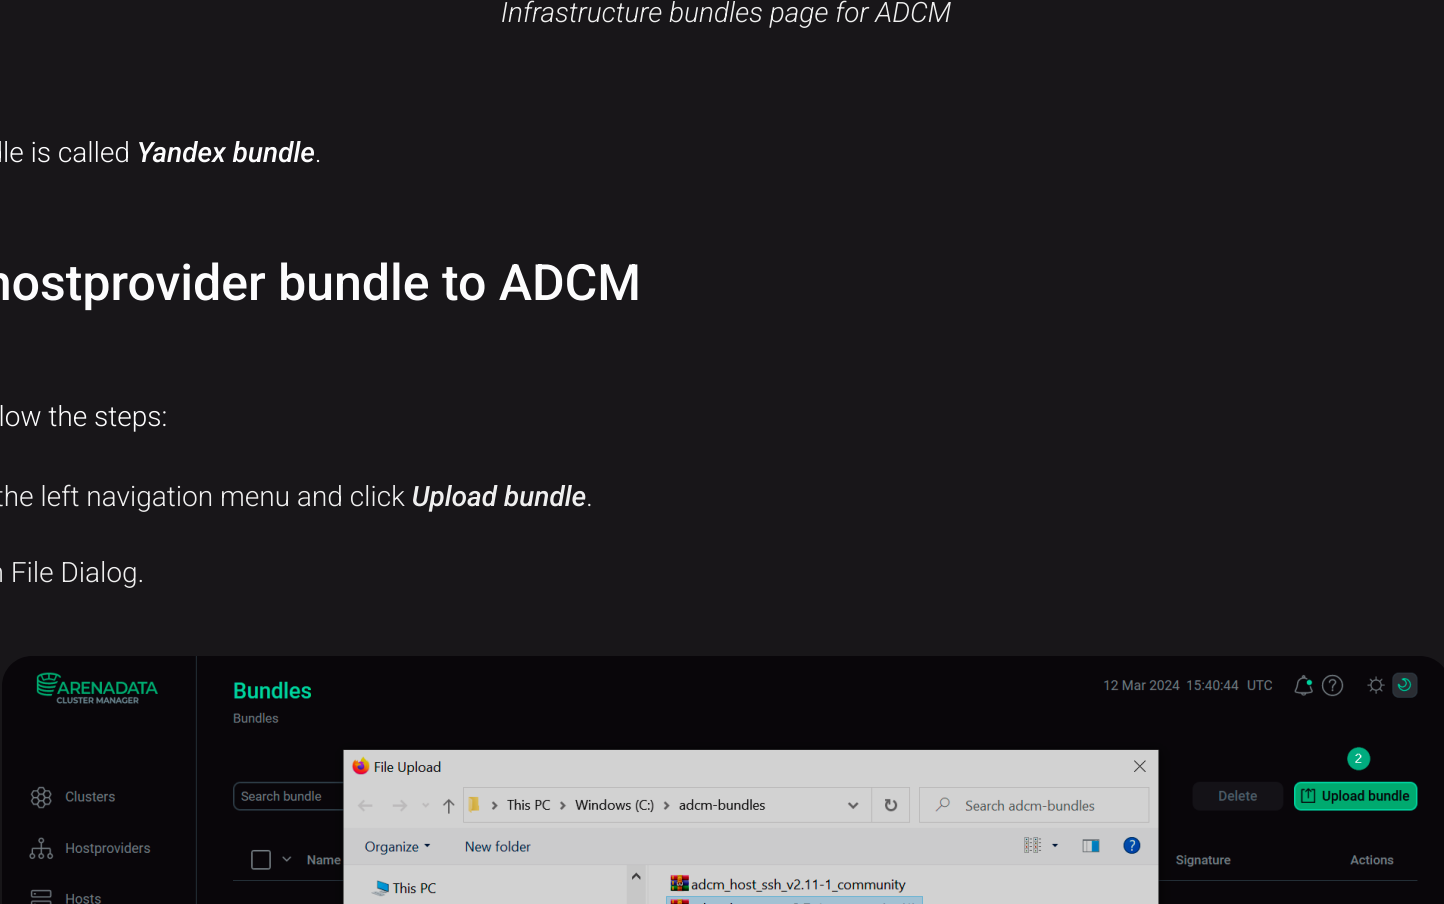 Infrastructure bundles page for ADCM
is called Yandex bundle.
hostprovider bundle to ADCM
the steps:
the left navigation menu and click Upload bundle.
File Dialog.
ARENADATA
CLUSTER MANAGER
Bundles
12 Mar 2024 15:40:44 UTC
Bundles
2
File Upload
Clusters
Search bundle
This PC > Windows (C:) > adcm-bundles
Search adcm-bundles
Delete
Upload bundle
Hostproviders
Organize
New folder
Name
Signature
Actions
This PC
adcm_host_ssh_v2.11-1_community
Hosts